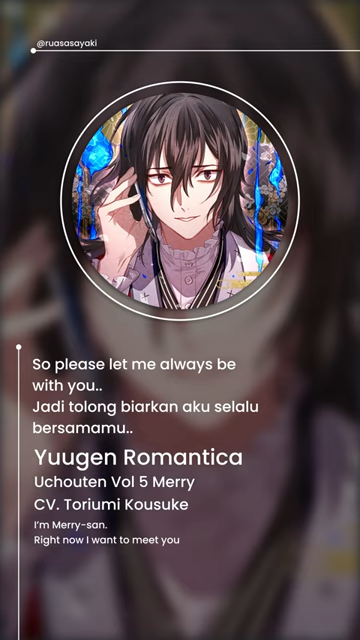 @ruasasayaki
So please let me always be
with you..
Jadi tolong biarkan aku selalu
bersamamu..
Yuugen Romantica
Uchouten Vol 5 Merry
CV. Toriumi Kousuke
I'm Merry-san.
Right now I want to meet you